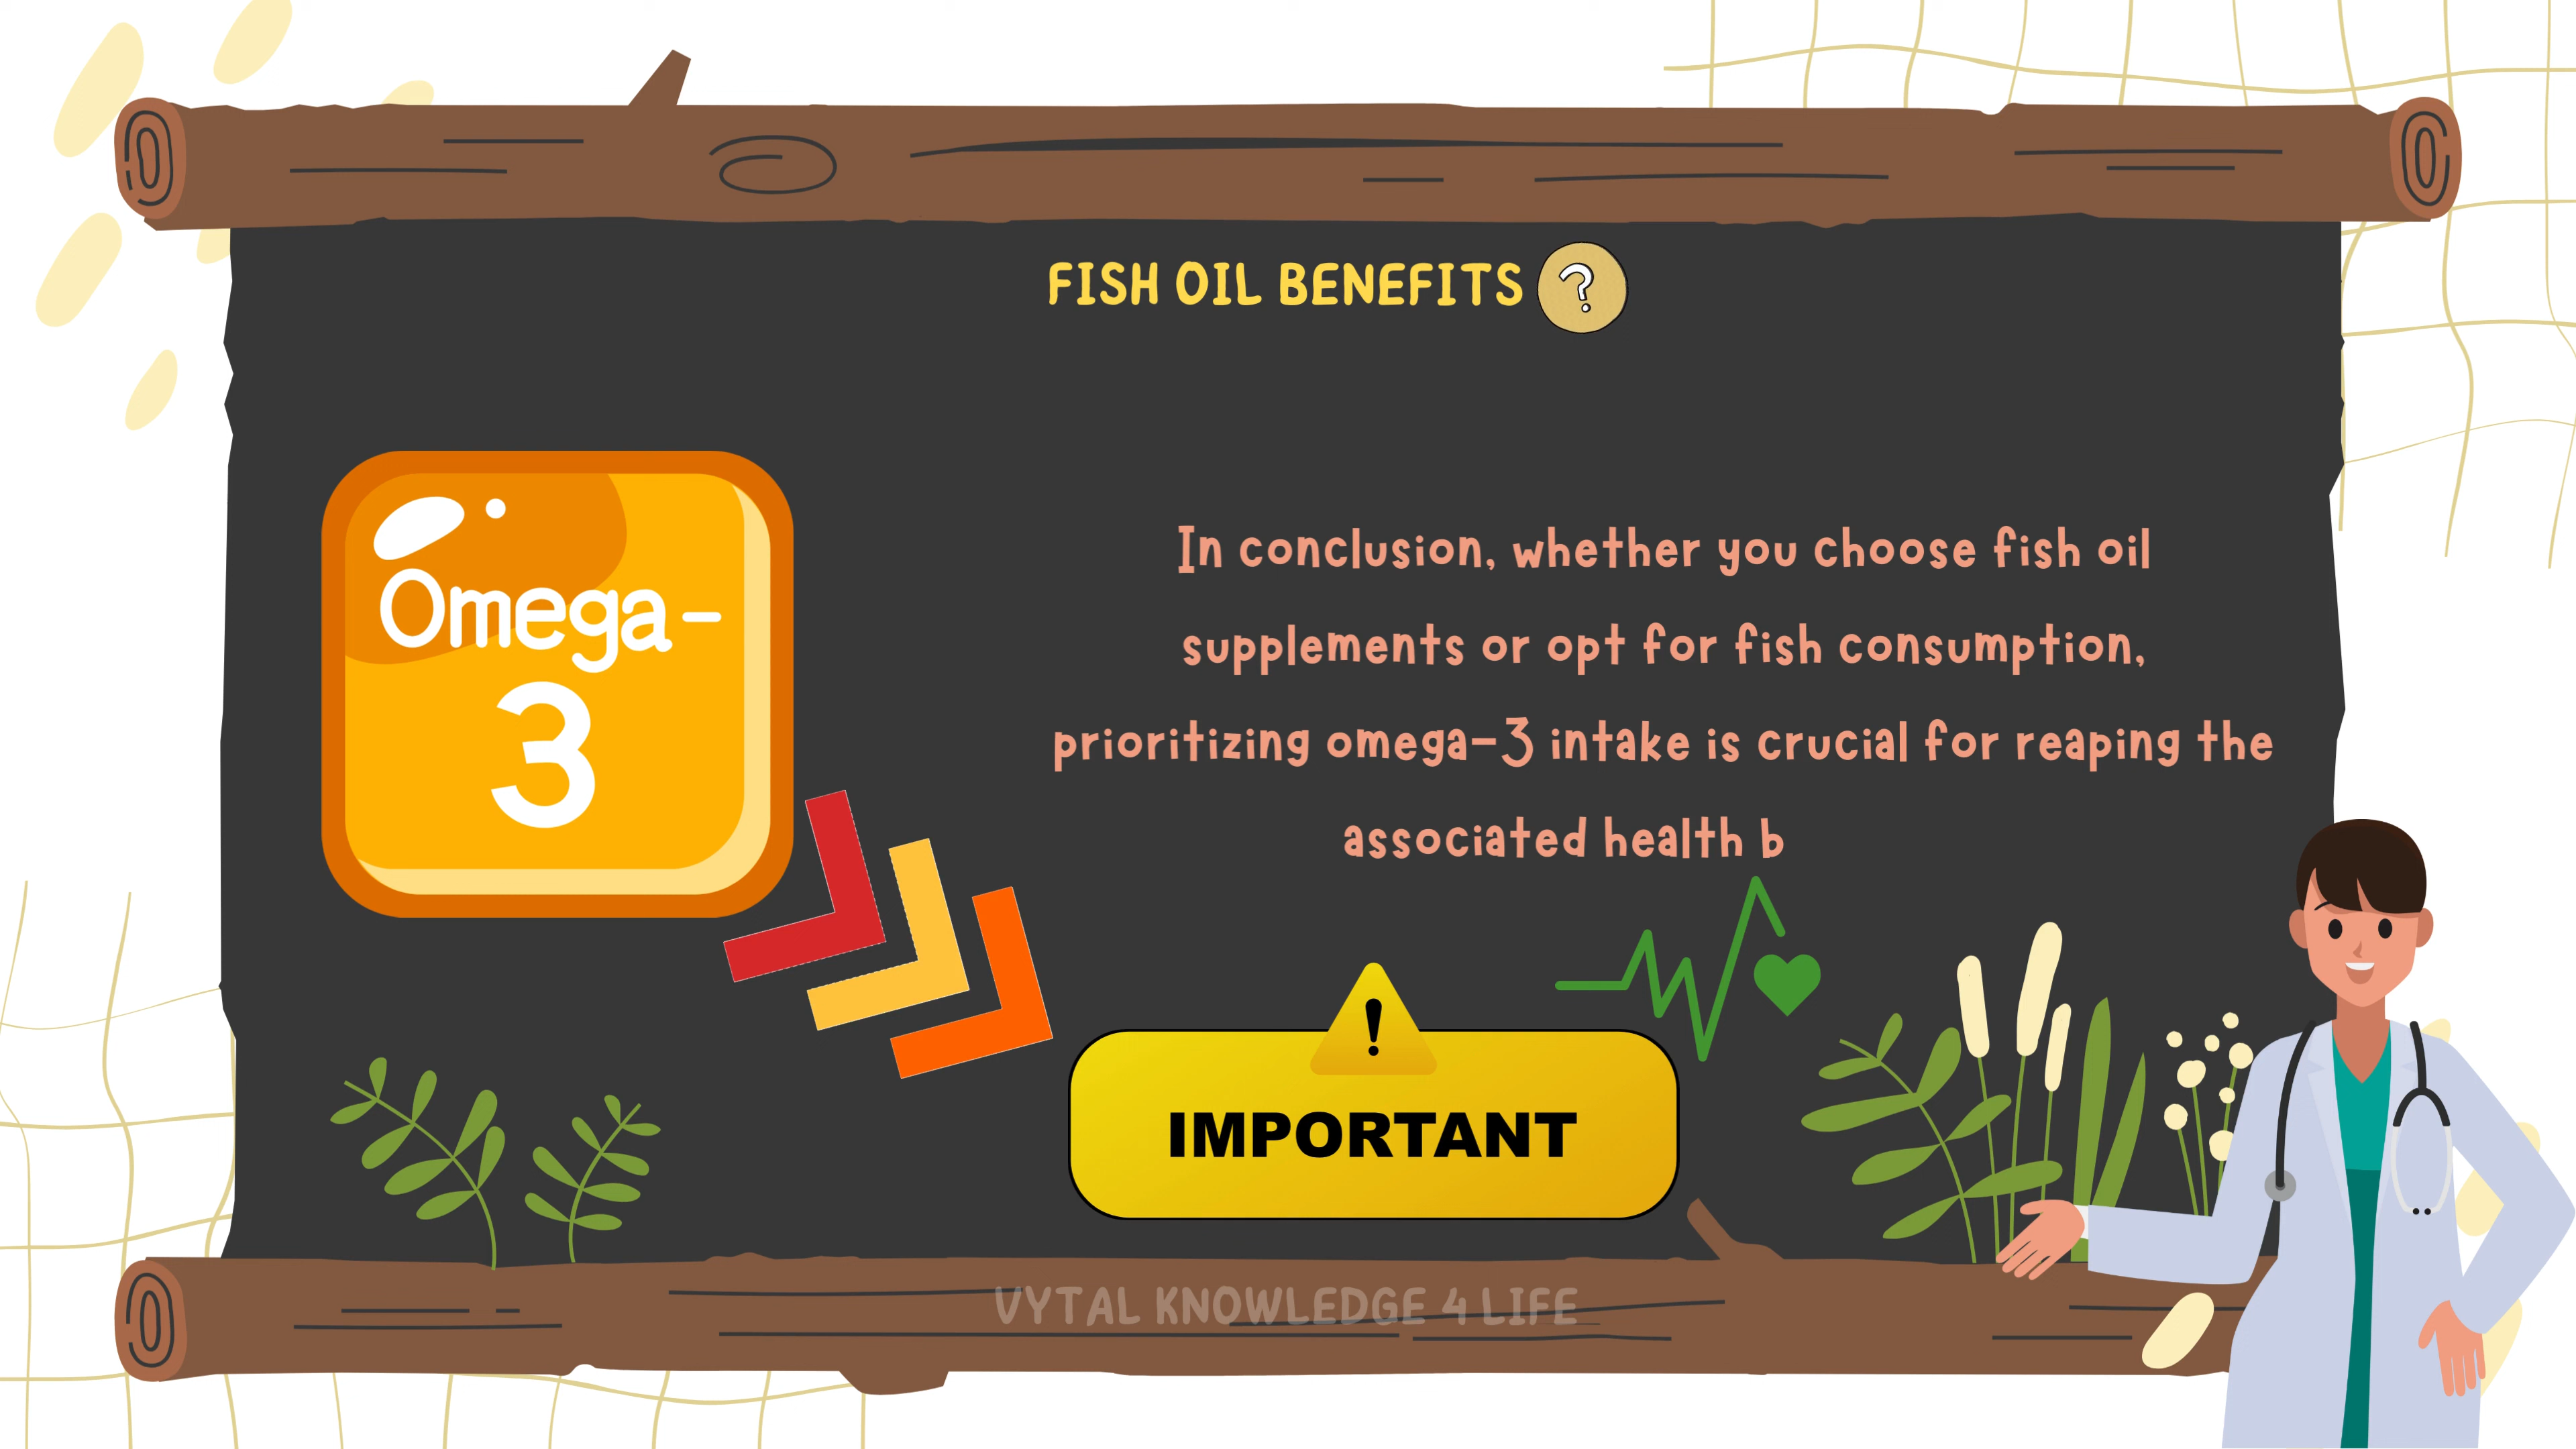 FISH OIL BENEFITS ?
Omega-
3
In conclusion, whether you choose fish oil
supplements or opt for fish consumption,
prioritizing omega-3 intake is crucial for reaping the
associated health b
!
IMPORTANT
VYTAL KNOWLEDGE 4 LIFE